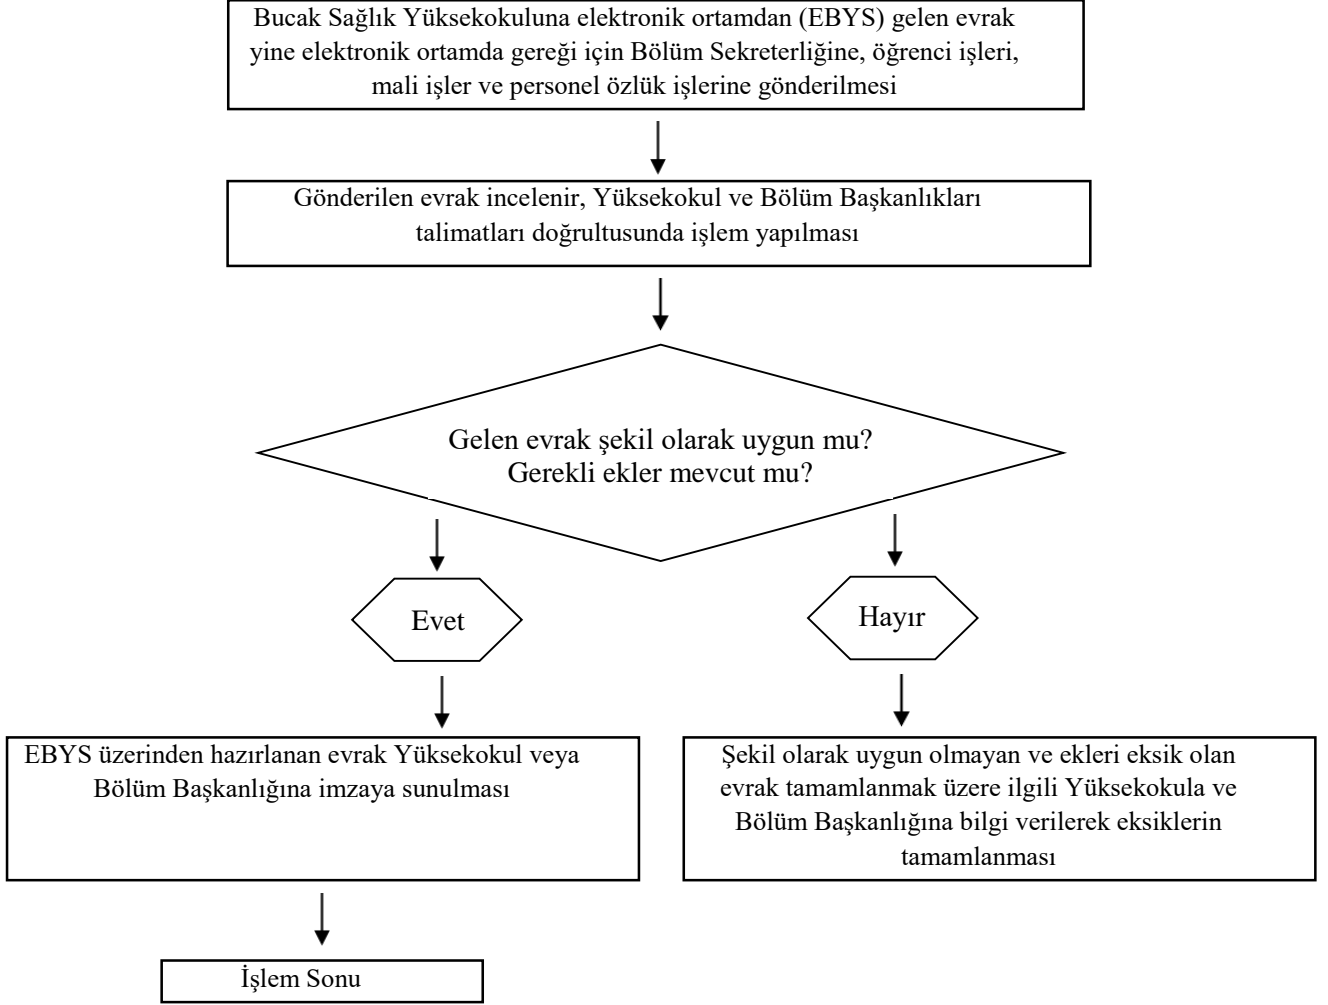 Bucak Sağlık Yüksekokuluna elektronik ortamdan (EBYS) gelen evrak
yine elektronik ortamda gereği için Bölüm Sekreterliğine, öğrenci işleri,
mali işler ve personel özlük işlerine gönderilmesi
Gönderilen evrak incelenir, Yüksekokul ve Bölüm Başkanlıkları
talimatları doğrultusunda işlem yapılması
Gelen evrak şekil olarak uygun mu?
Gerekli ekler mevcut mu?
Evet
Hayır
EBYS üzerinden hazırlanan evrak Yüksekokul veya
Bölüm Başkanlığına imzaya sunulması
Şekil olarak uygun olmayan ve ekleri eksik olan
evrak tamamlanmak üzere ilgili Yüksekokula ve
Bölüm Başkanlığına bilgi verilerek eksiklerin
tamamlanması
İşlem Sonu